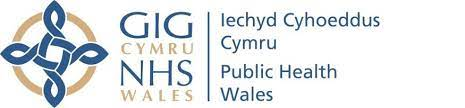 GIG
CYMRU
NHS
WALES
Iechyd Cyhoeddus
Cymru
Public Health
Wales